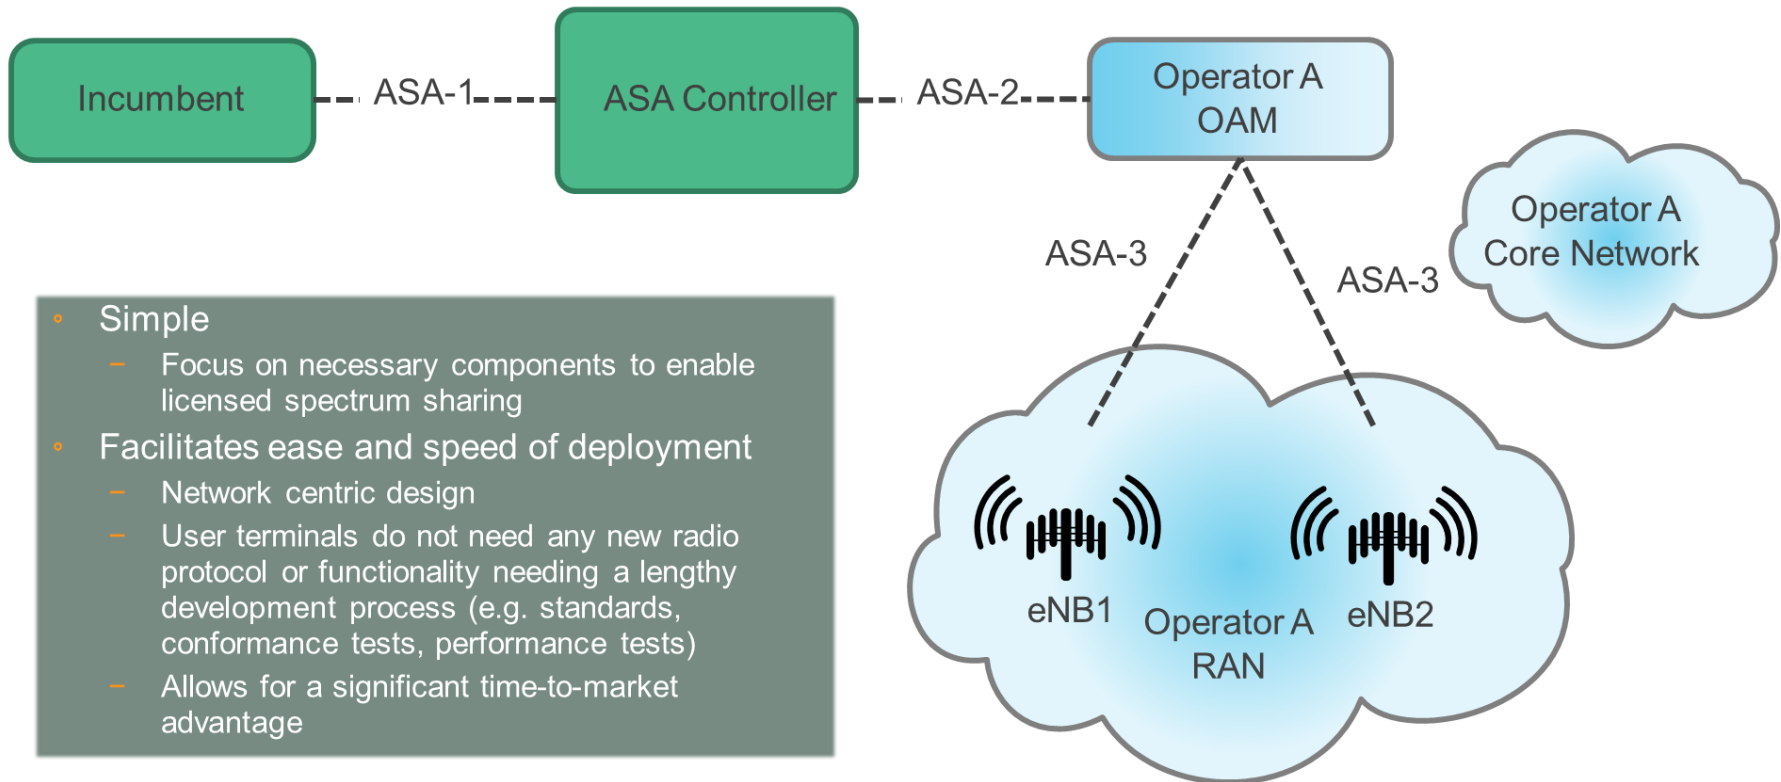 Incumbent
ASA-1
ASA Controller
ASA-2
Operator A
OAM
Operator A
Core Network
ASA-3
ASA-3
Simple
Focus on necessary components to enable
licensed spectrum sharing
Facilitates ease and speed of deployment
Network centric design
User terminals do not need any new radio
protocol or functionality needing a lengthy
development process (e.g. standards,
conformance tests, performance tests)
Allows for a significant time-to-market
advantage
eNB1
eNB2
Operator A
RAN